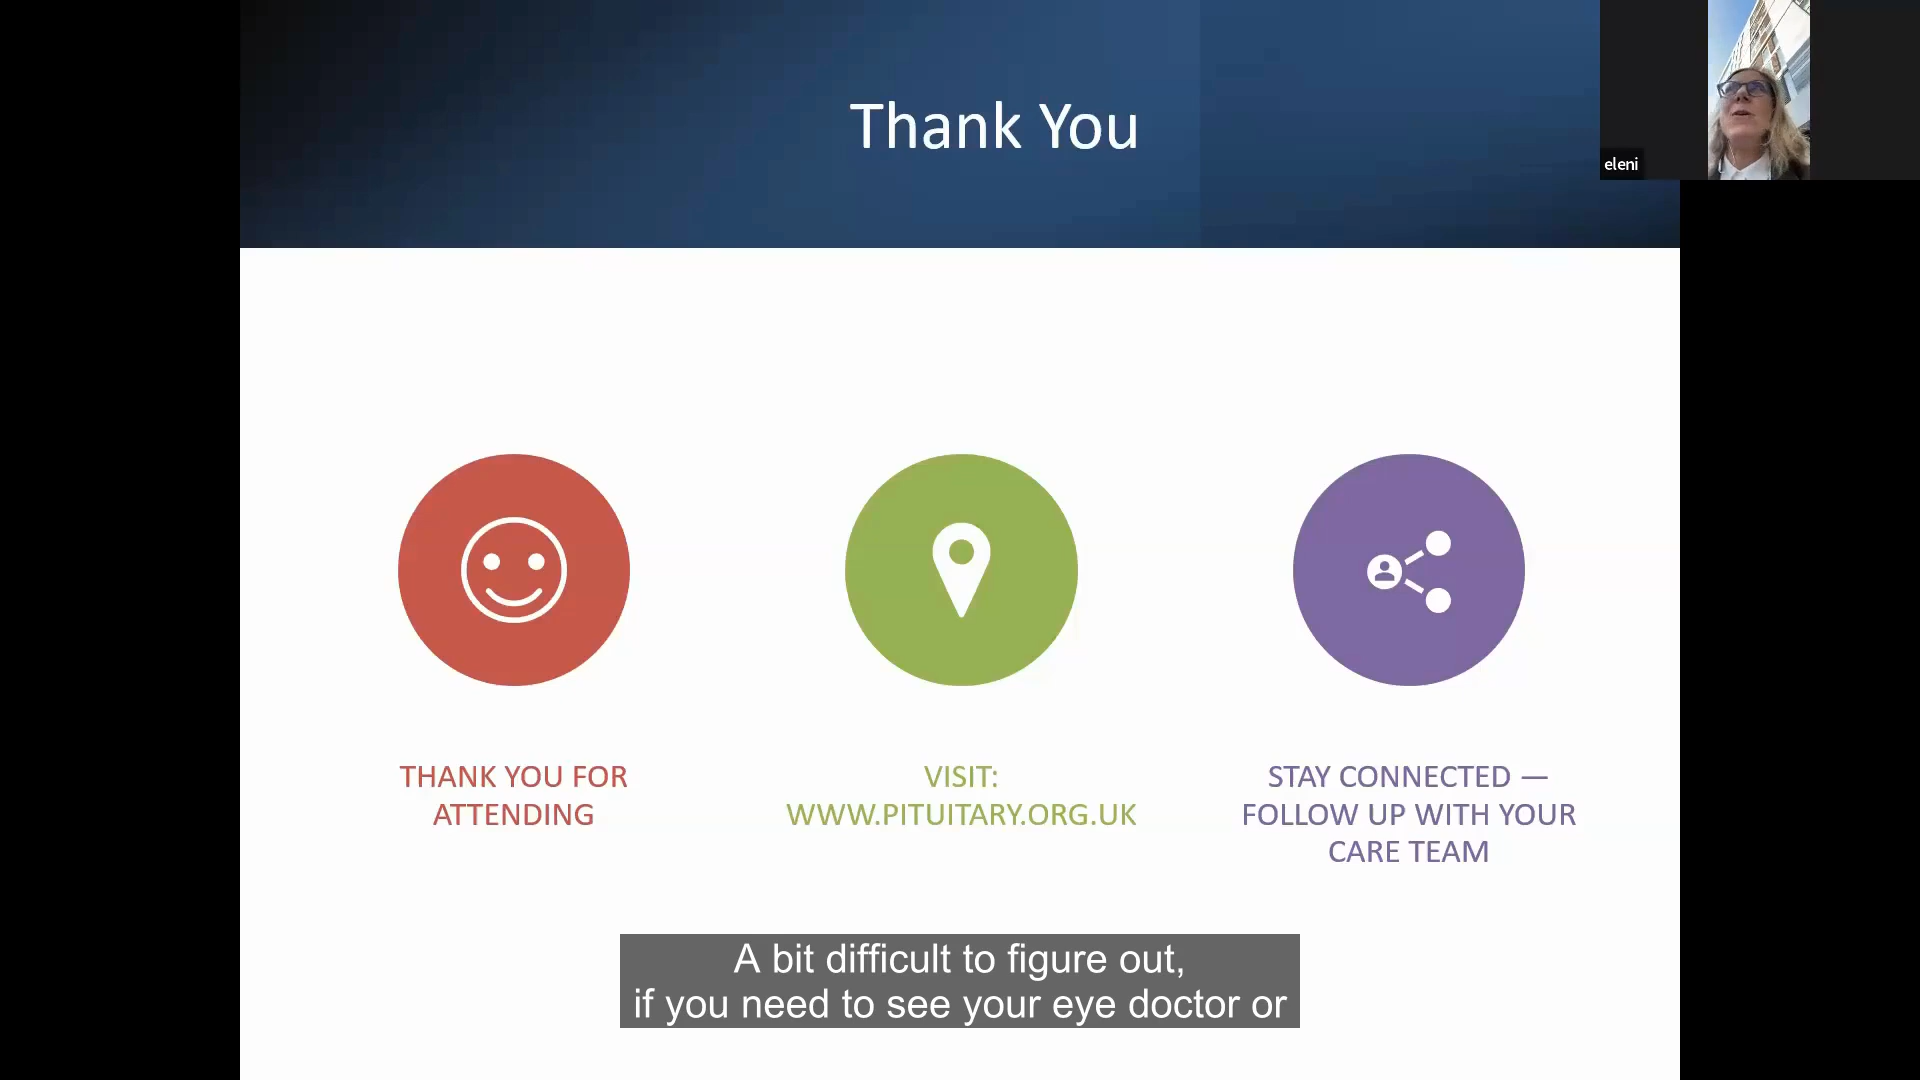 Thank You
eleni
THANK YOU FOR
ATTENDING
VISIT:
WWW.PITUITARY.ORG.UK
STAY CONNECTED —
FOLLOW UP WITH YOUR
CARE TEAM
A bit difficult to figure out,
if you need to see your eye doctor or